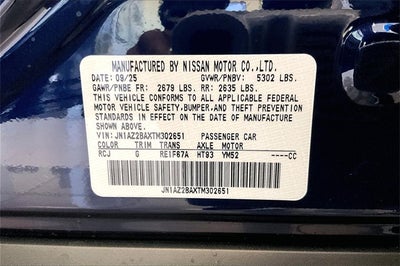 MANUFACTURED BY NISSAN MOTOR CO.,LTD.
DATE: 09/25 GVWR/PNBV: 5302 LBS.
GAWR/PNBE FR: 2679 LBS. RR: 2635 LBS.
THIS VEHICLE CONFORMS TO ALL APPLICABLE FEDERAL
MOTOR VEHICLE SAFETY,BUMPER,AND THEFT PREVENTION
STANDARDS IN EFFECT ON THE DATE OF MANUFACTURE
SHOWN ABOVE.
VIN: JN1AZ2BAXTM302651 PASSENGER CAR
COLOR TRIM TRANS AXLE MOTOR
RCJ G RE1F67A HT93 YM52 ----CC
JN1AZ2BAXTM302651